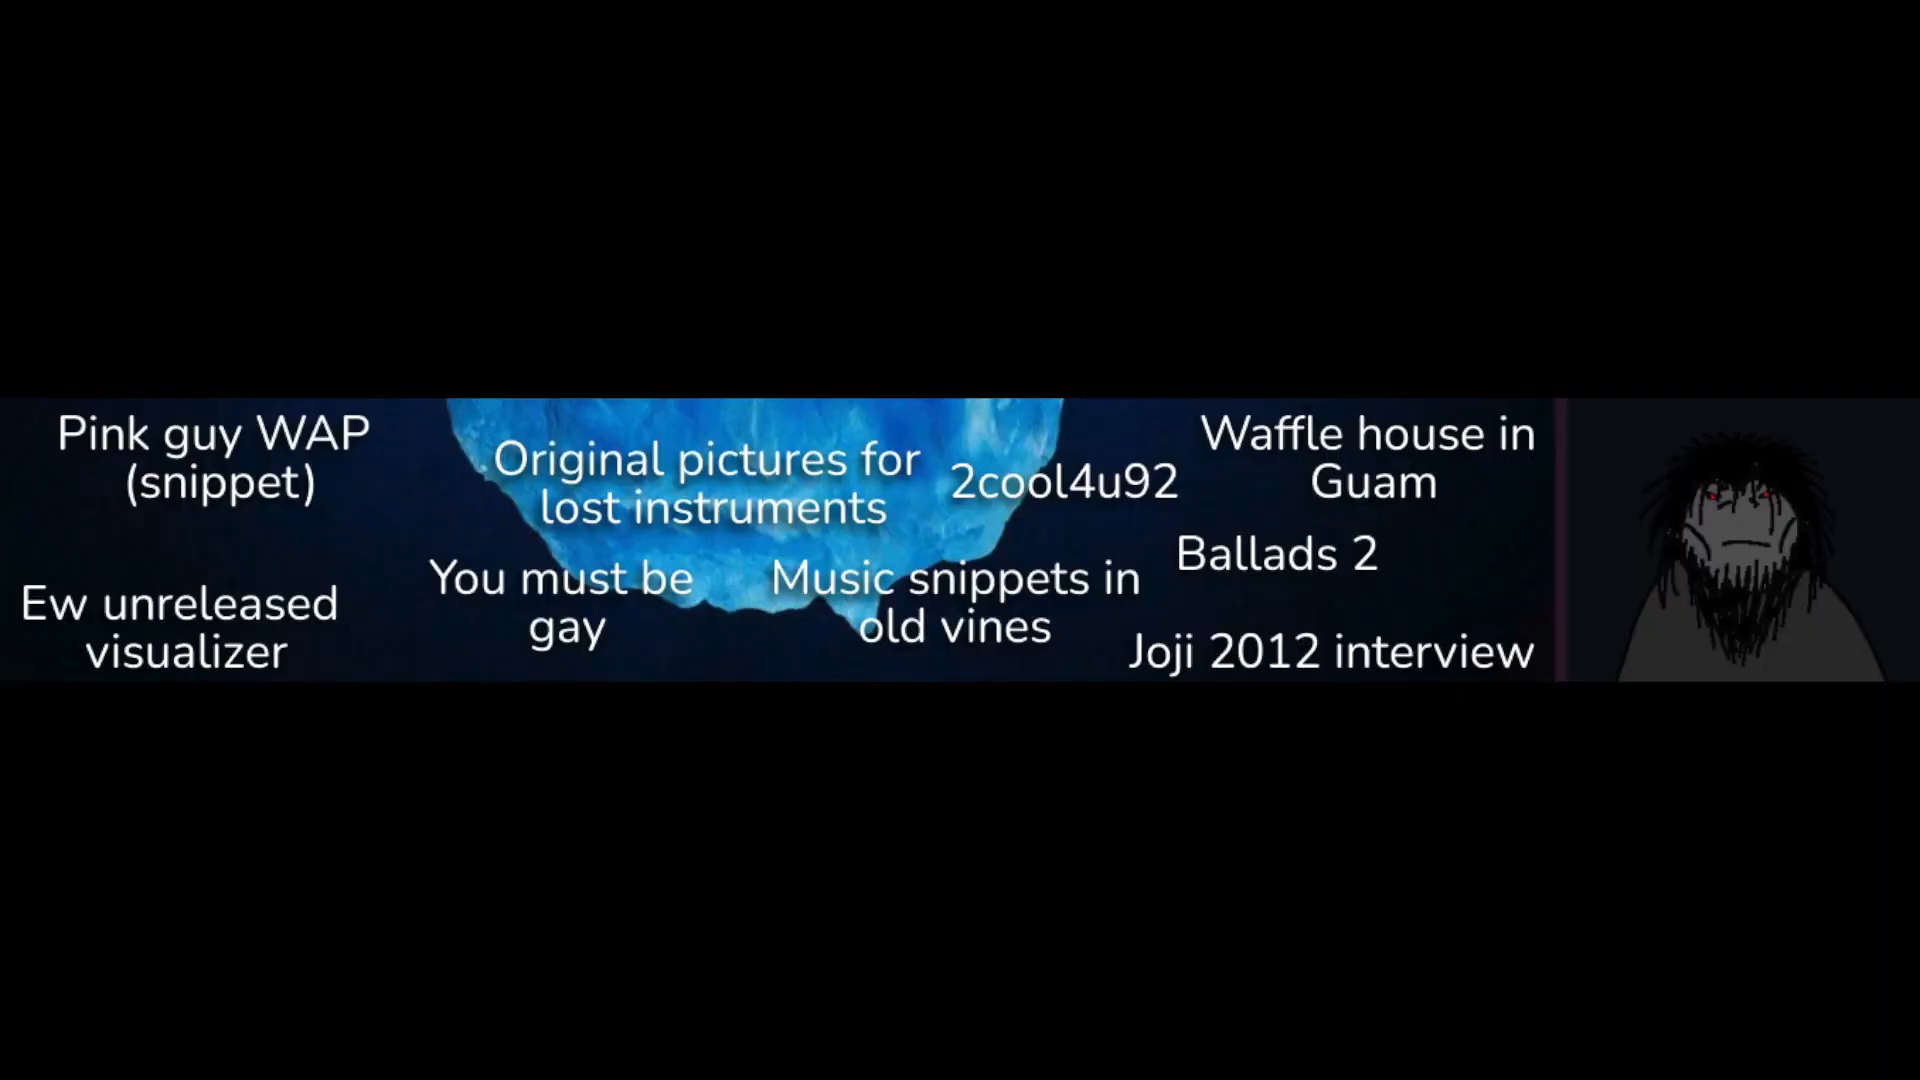 Pink guy WAP
(snippet)
Original pictures for
lost instruments
2cool4u92
Waffle house in
Guam
Ballads 2
Ew unreleased
visualizer
You must be
gay
Music snippets in
old vines
Joji 2012 interview